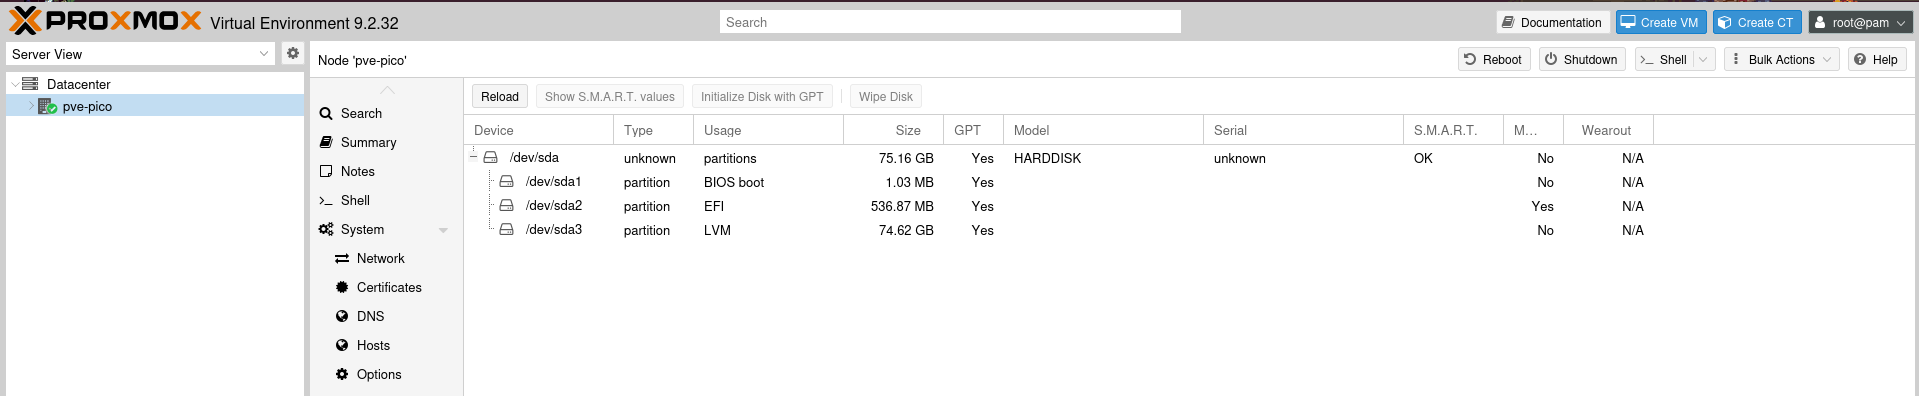 PROXMOX Virtual Environment 9.2.32 Search Documentation Create VM Create CT root@pam
Server View
Datacenter
pve-pico
Node 'pve-pico' Reboot Shutdown Shell Bulk Actions Help
Search
Summary
Notes
Shell
System
Network
Certificates
DNS
Hosts
Options
Reload Show S.M.A.R.T. values Initialize Disk with GPT Wipe Disk
Device Type Usage Size GPT Model Serial S.M.A.R.T. M... Wearout
/dev/sda unknown partitions 75.16 GB Yes HARDDISK unknown OK No N/A
/dev/sda1 partition BIOS boot 1.03 MB Yes No N/A
/dev/sda2 partition EFI 536.87 MB Yes Yes N/A
/dev/sda3 partition LVM 74.62 GB Yes No N/A